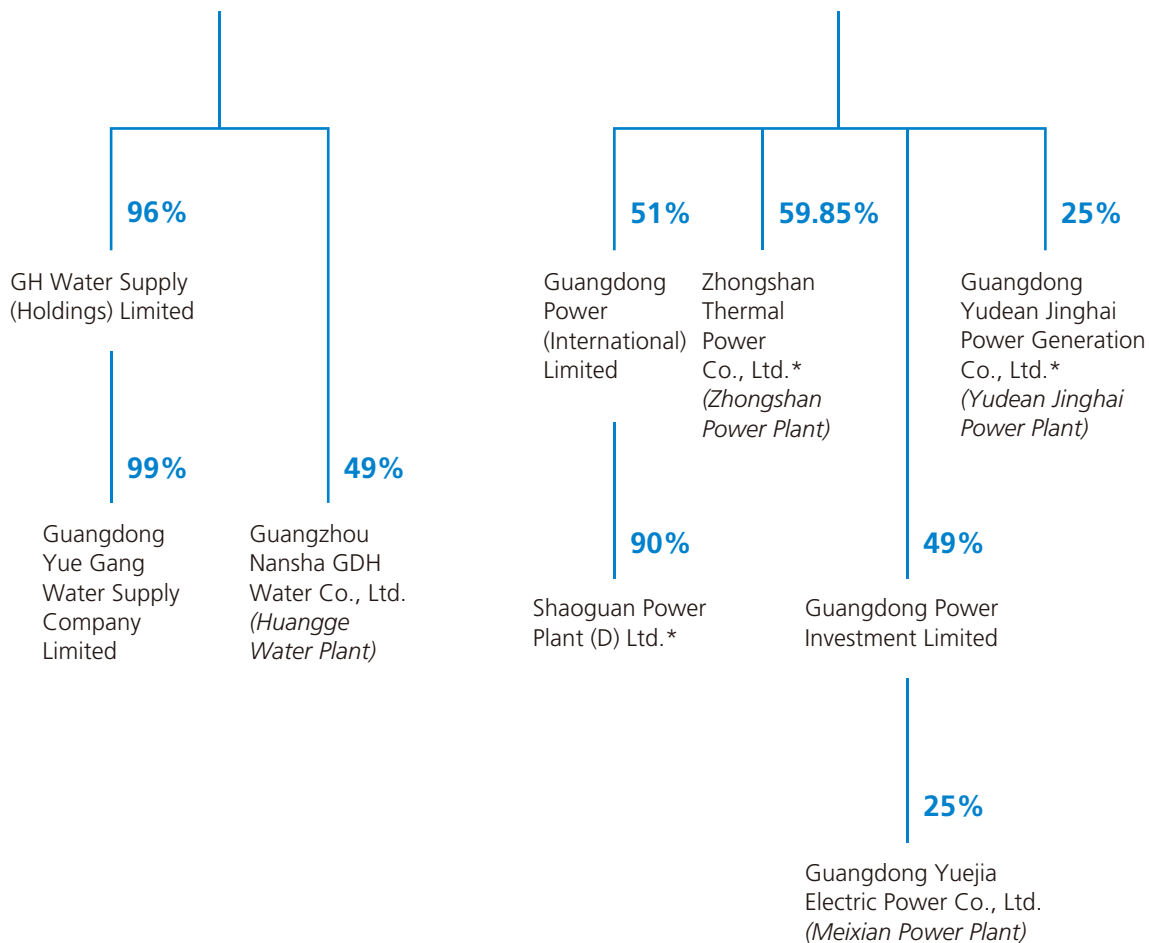 96%
GH Water Supply
(Holdings) Limited
99%
Guangdong
Yue Gang
Water Supply
Company
Limited
49%
Guangzhou
Nansha GDH
Water Co., Ltd.
(Huangge
Water Plant)
51%
Guangdong
Power
(International)
Limited
90%
Shaoguan Power
Plant (D) Ltd.*
59.85%
Zhongshan
Thermal
Power
Co., Ltd.*
(Zhongshan
Power Plant)
49%
Guangdong Power
Investment Limited
25%
Guangdong Yuejia
Electric Power Co., Ltd.
(Meixian Power Plant)
25%
Guangdong
Yudean Jinghai
Power Generation
Co., Ltd.*
(Yudean Jinghai
Power Plant)